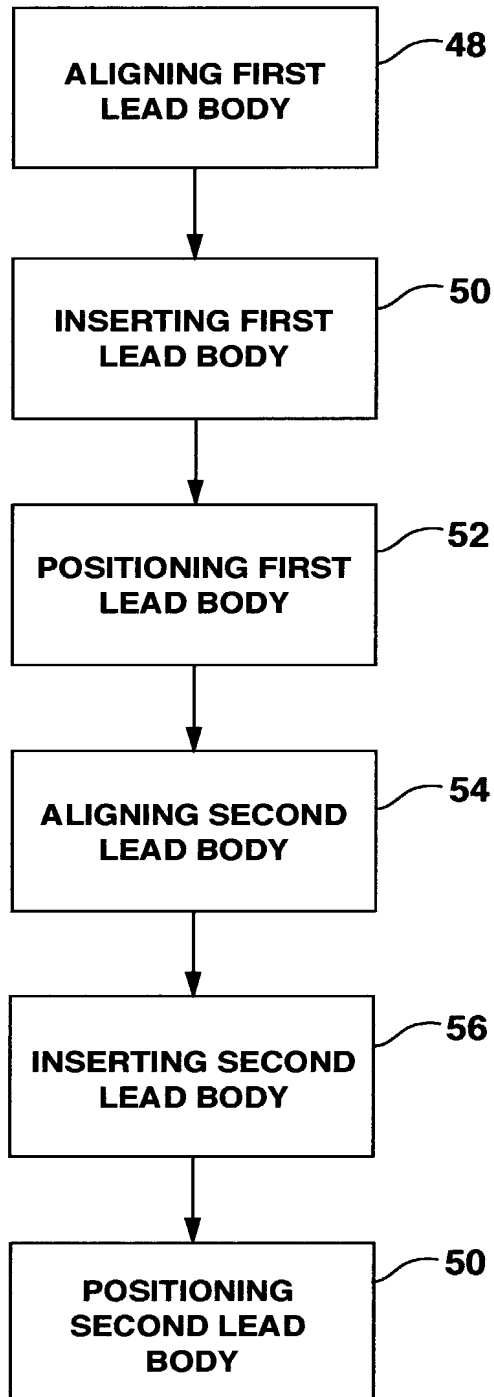 ALIGNING FIRST
LEAD BODY
48
INSERTING FIRST
LEAD BODY
50
POSITIONING FIRST
LEAD BODY
52
ALIGNING SECOND
LEAD BODY
54
INSERTING SECOND
LEAD BODY
56
POSITIONING
SECOND LEAD
BODY
50